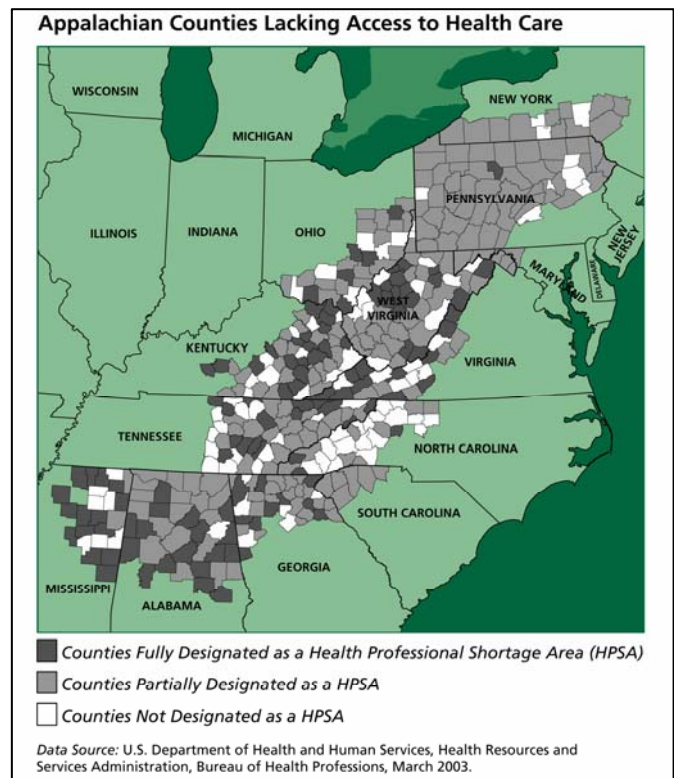 Appalachian Counties Lacking Access to Health Care
WISCONSIN
MICHIGAN
NEW YORK
ILLINOIS
INDIANA
OHIO
PENNSYLVANIA
NEW
JERSEY
MARYLAND
DELAWARE
WEST
VIRGINIA
KENTUCKY
VIRGINIA
TENNESSEE
NORTH CAROLINA
SOUTH CAROLINA
MISSISSIPPI
ALABAMA
GEORGIA
Counties Fully Designated as a Health Professional Shortage Area (HPSA)
Counties Partially Designated as a HPSA
Counties Not Designated as a HPSA
Data Source: U.S. Department of Health and Human Services, Health Resources and
Services Administration, Bureau of Health Professions, March 2003.